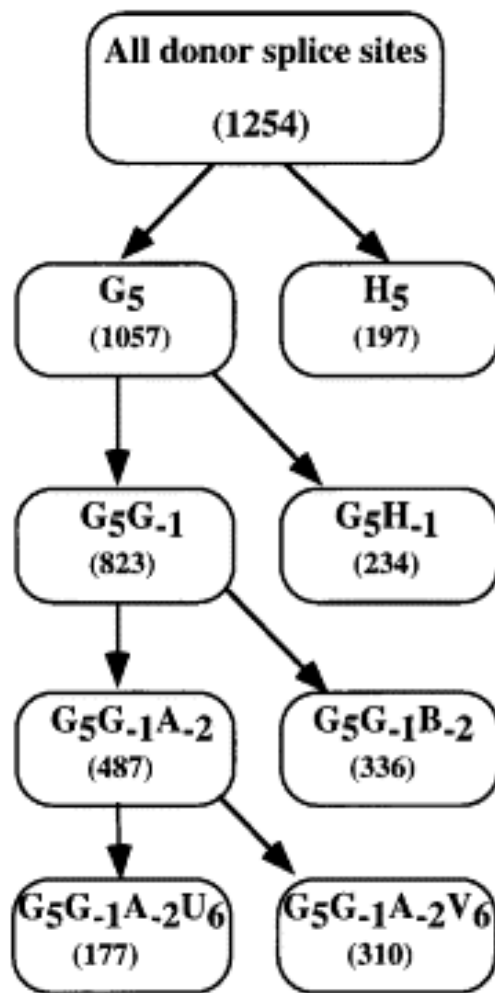 All donor splice sites
(1254)
G5
(1057)
H5
(197)
G5G-1
(823)
G5H-1
(234)
G5G-1A-2
(487)
G5G-1B-2
(336)
G5G-1A-2U6
(177)
G5G-1A-2V6
(310)